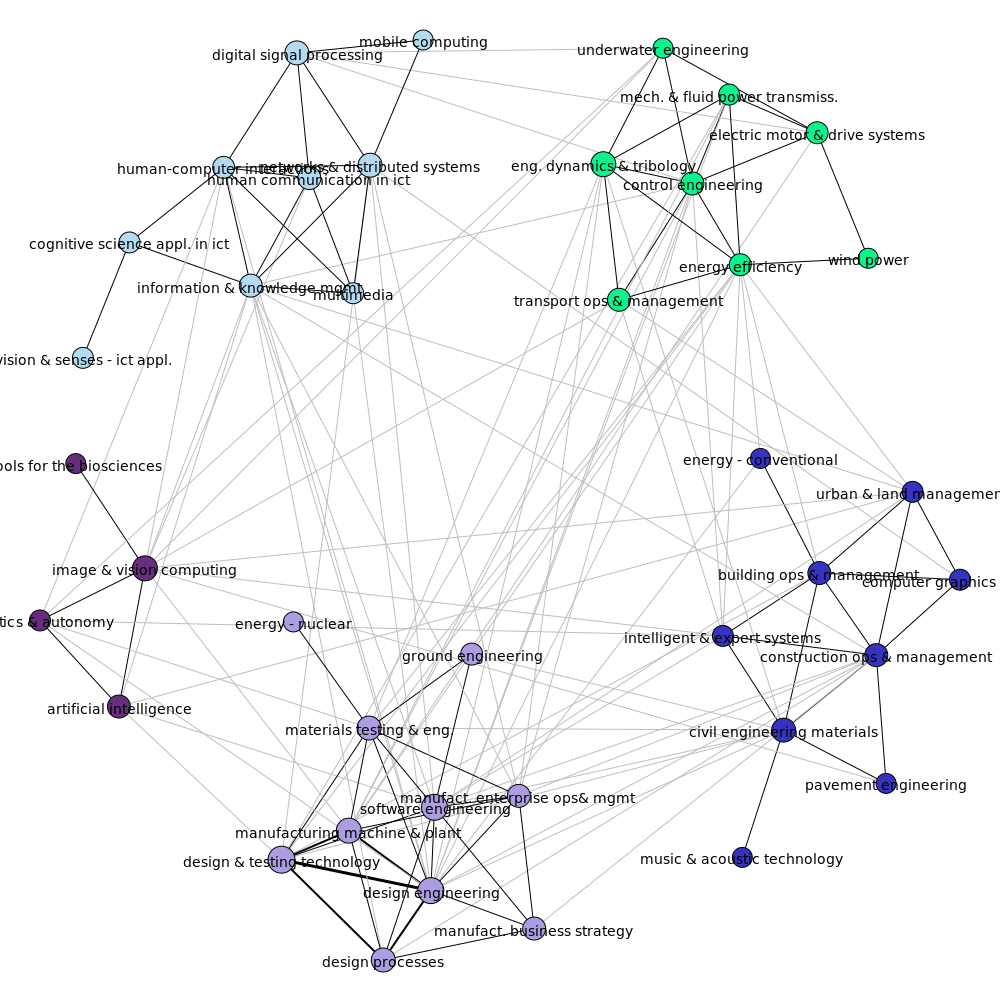 mobile computing
digital signal processing
underwater engineering
mech. & fluid power transmiss.
electric motor & drive systems
human-computer interactions
networks & distributed systems
eng. dynamics & tribology
human communication in ict
control engineering
cognitive science appl. in ict
wind power
energy efficiency
information & knowledge mgmt
multimedia
transport ops & management
vision & senses - ict appl.
energy - conventional
ools for the biosciences
urban & land managemen
image & vision computing
building ops & management
computer graphics
tics & autonomy
energy - nuclear
intelligent & expert systems
ground engineering
construction ops & management
artificial intelligence
materials testing & eng.
civil engineering materials
pavement engineering
manufact. enterprise ops& mgmt
software engineering
manufacturing machine & plant
music & acoustic technology
design & testing technology
design engineering
manufact. business strategy
design processes